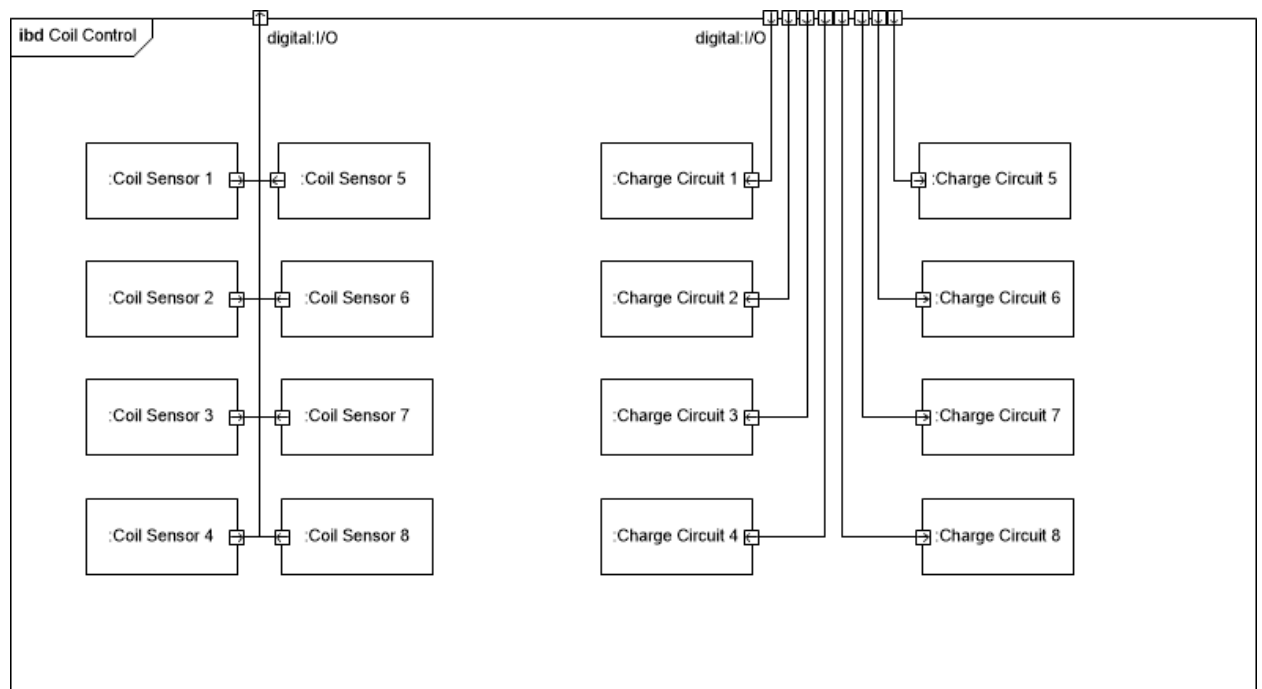 ibd Coil Control
digital:I/O
digital:I/O
:Coil Sensor 1
:Coil Sensor 5
:Charge Circuit 1
:Charge Circuit 5
:Coil Sensor 2
:Coil Sensor 6
:Charge Circuit 2
:Charge Circuit 6
:Coil Sensor 3
:Coil Sensor 7
:Charge Circuit 3
:Charge Circuit 7
:Coil Sensor 4
:Coil Sensor 8
:Charge Circuit 4
:Charge Circuit 8